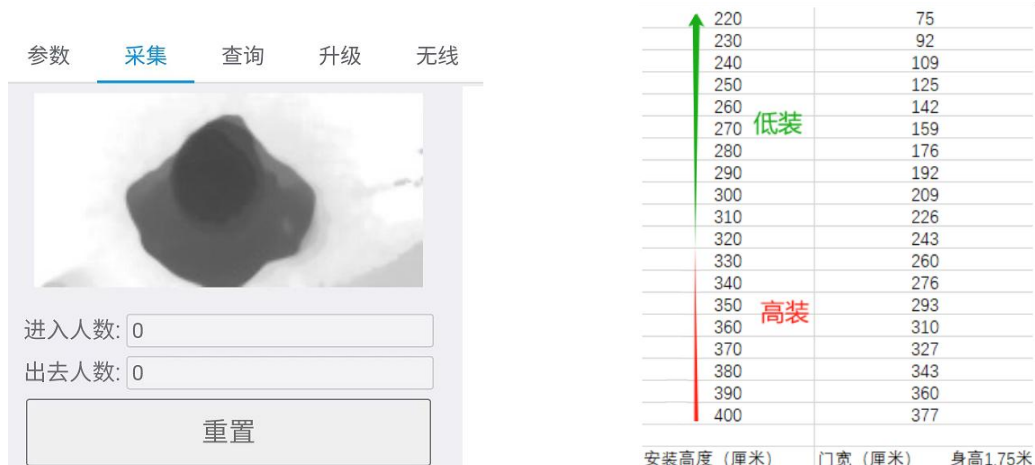 参数 采集 查询 升级 无线
进入人数: 0
出去人数: 0
重置
220 75
230 92
240 109
250 125
260 142
270 159
低装
280 176
290 192
300 209
310 226
320 243
330 260
340 276
350 293
高装
360 310
370 327
380 343
390 360
400 377
安装高度（厘米） 门宽（厘米） 身高1.75米